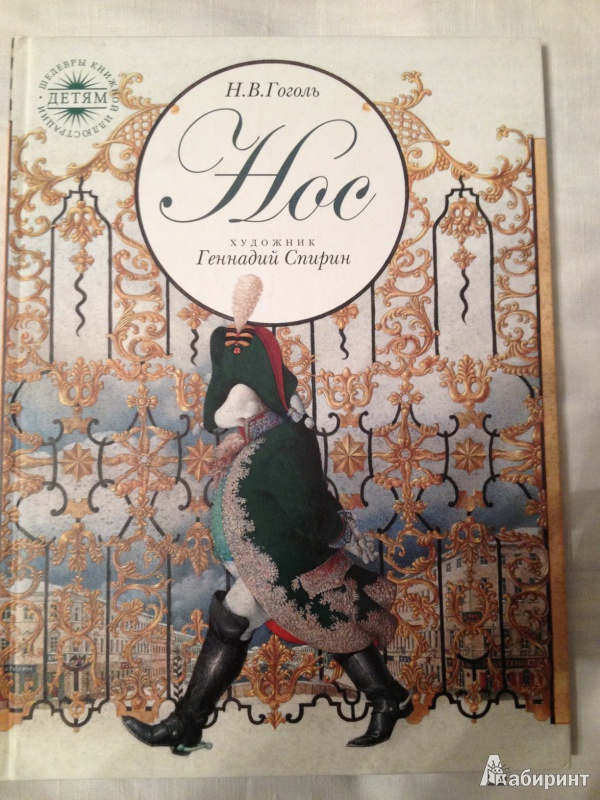 ШЕДЕВРЫ КНИЖНОЙ ИЛЛЮСТРАЦИИ
ДЕТЯМ
Н.В.Гоголь
Нос
ХУДОЖНИК
Геннадий Спирин
Лабиринт